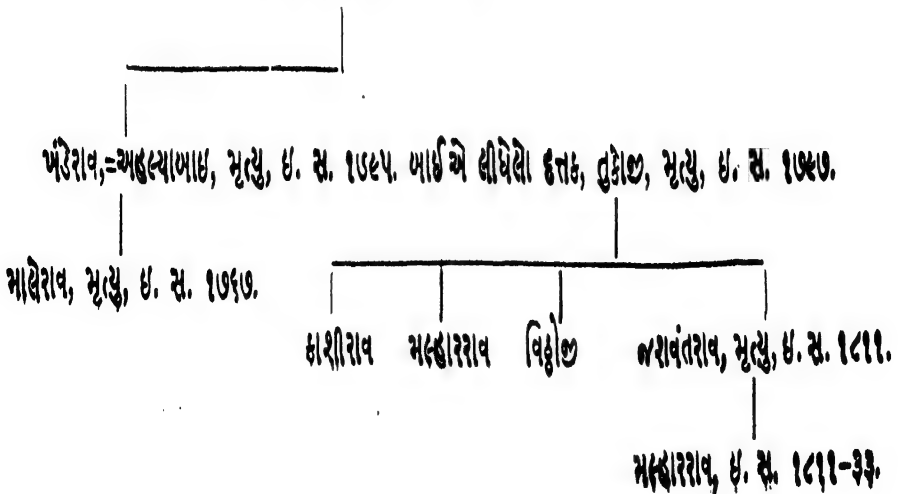 ખંડેરાવ,=અહલ્યાબાઇ, મૃત્યુ, ઇ. સ. ૧૭૯૫. બાઈએ લીધેલો દત્તક, તુકોજી, મૃત્યુ, ઇ. સ. ૧૭૯૭.
માલેરાવ, મૃત્યુ, ઇ. સ. ૧૭૬૭.
કાશીરાવ મલ્હારરાવ વિઠ્ઠોજી જશવંતરાવ, મૃત્યુ, ઇ. સ. ૧૮૧૧.
મલ્હારરાવ, ઇ. સ. ૧૮૧૧-૩૩.